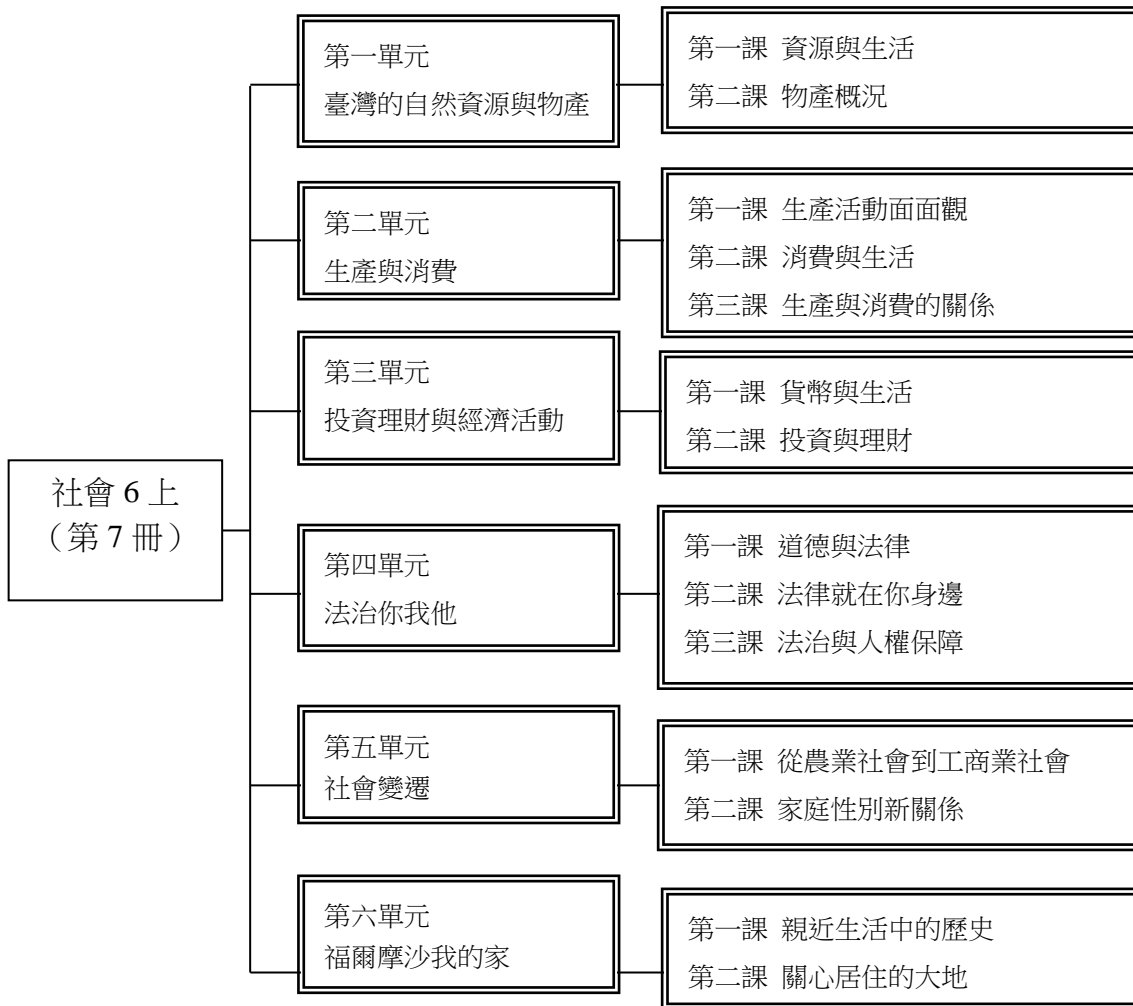 社會 6 上
（第 7 冊）
第一單元
臺灣的自然資源與物產
第一課 資源與生活
第二課 物產概況
第二單元
生產與消費
第一課 生產活動面面觀
第二課 消費與生活
第三課 生產與消費的關係
第三單元
投資理財與經濟活動
第一課 貨幣與生活
第二課 投資與理財
第四單元
法治你我他
第一課 道德與法律
第二課 法律就在你身邊
第三課 法治與人權保障
第五單元
社會變遷
第一課 從農業社會到工商業社會
第二課 家庭性別新關係
第六單元
福爾摩沙我的家
第一課 親近生活中的歷史
第二課 關心居住的大地